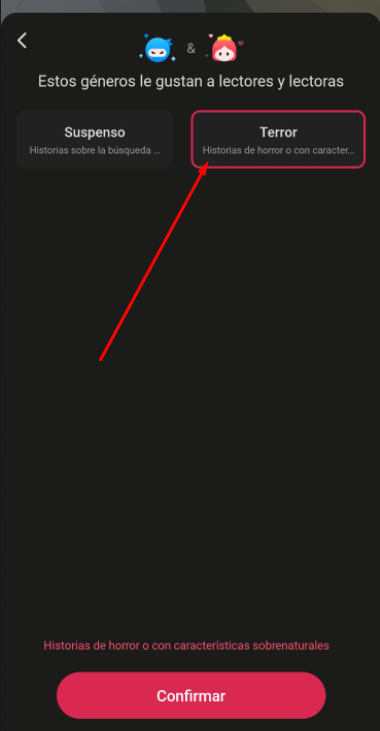 &
Estos géneros le gustan a lectores y lectoras
Suspenso
Historias sobre la búsqueda ...
Terror
Historias de horror o con caracter...
Historias de horror o con características sobrenaturales
Confirmar